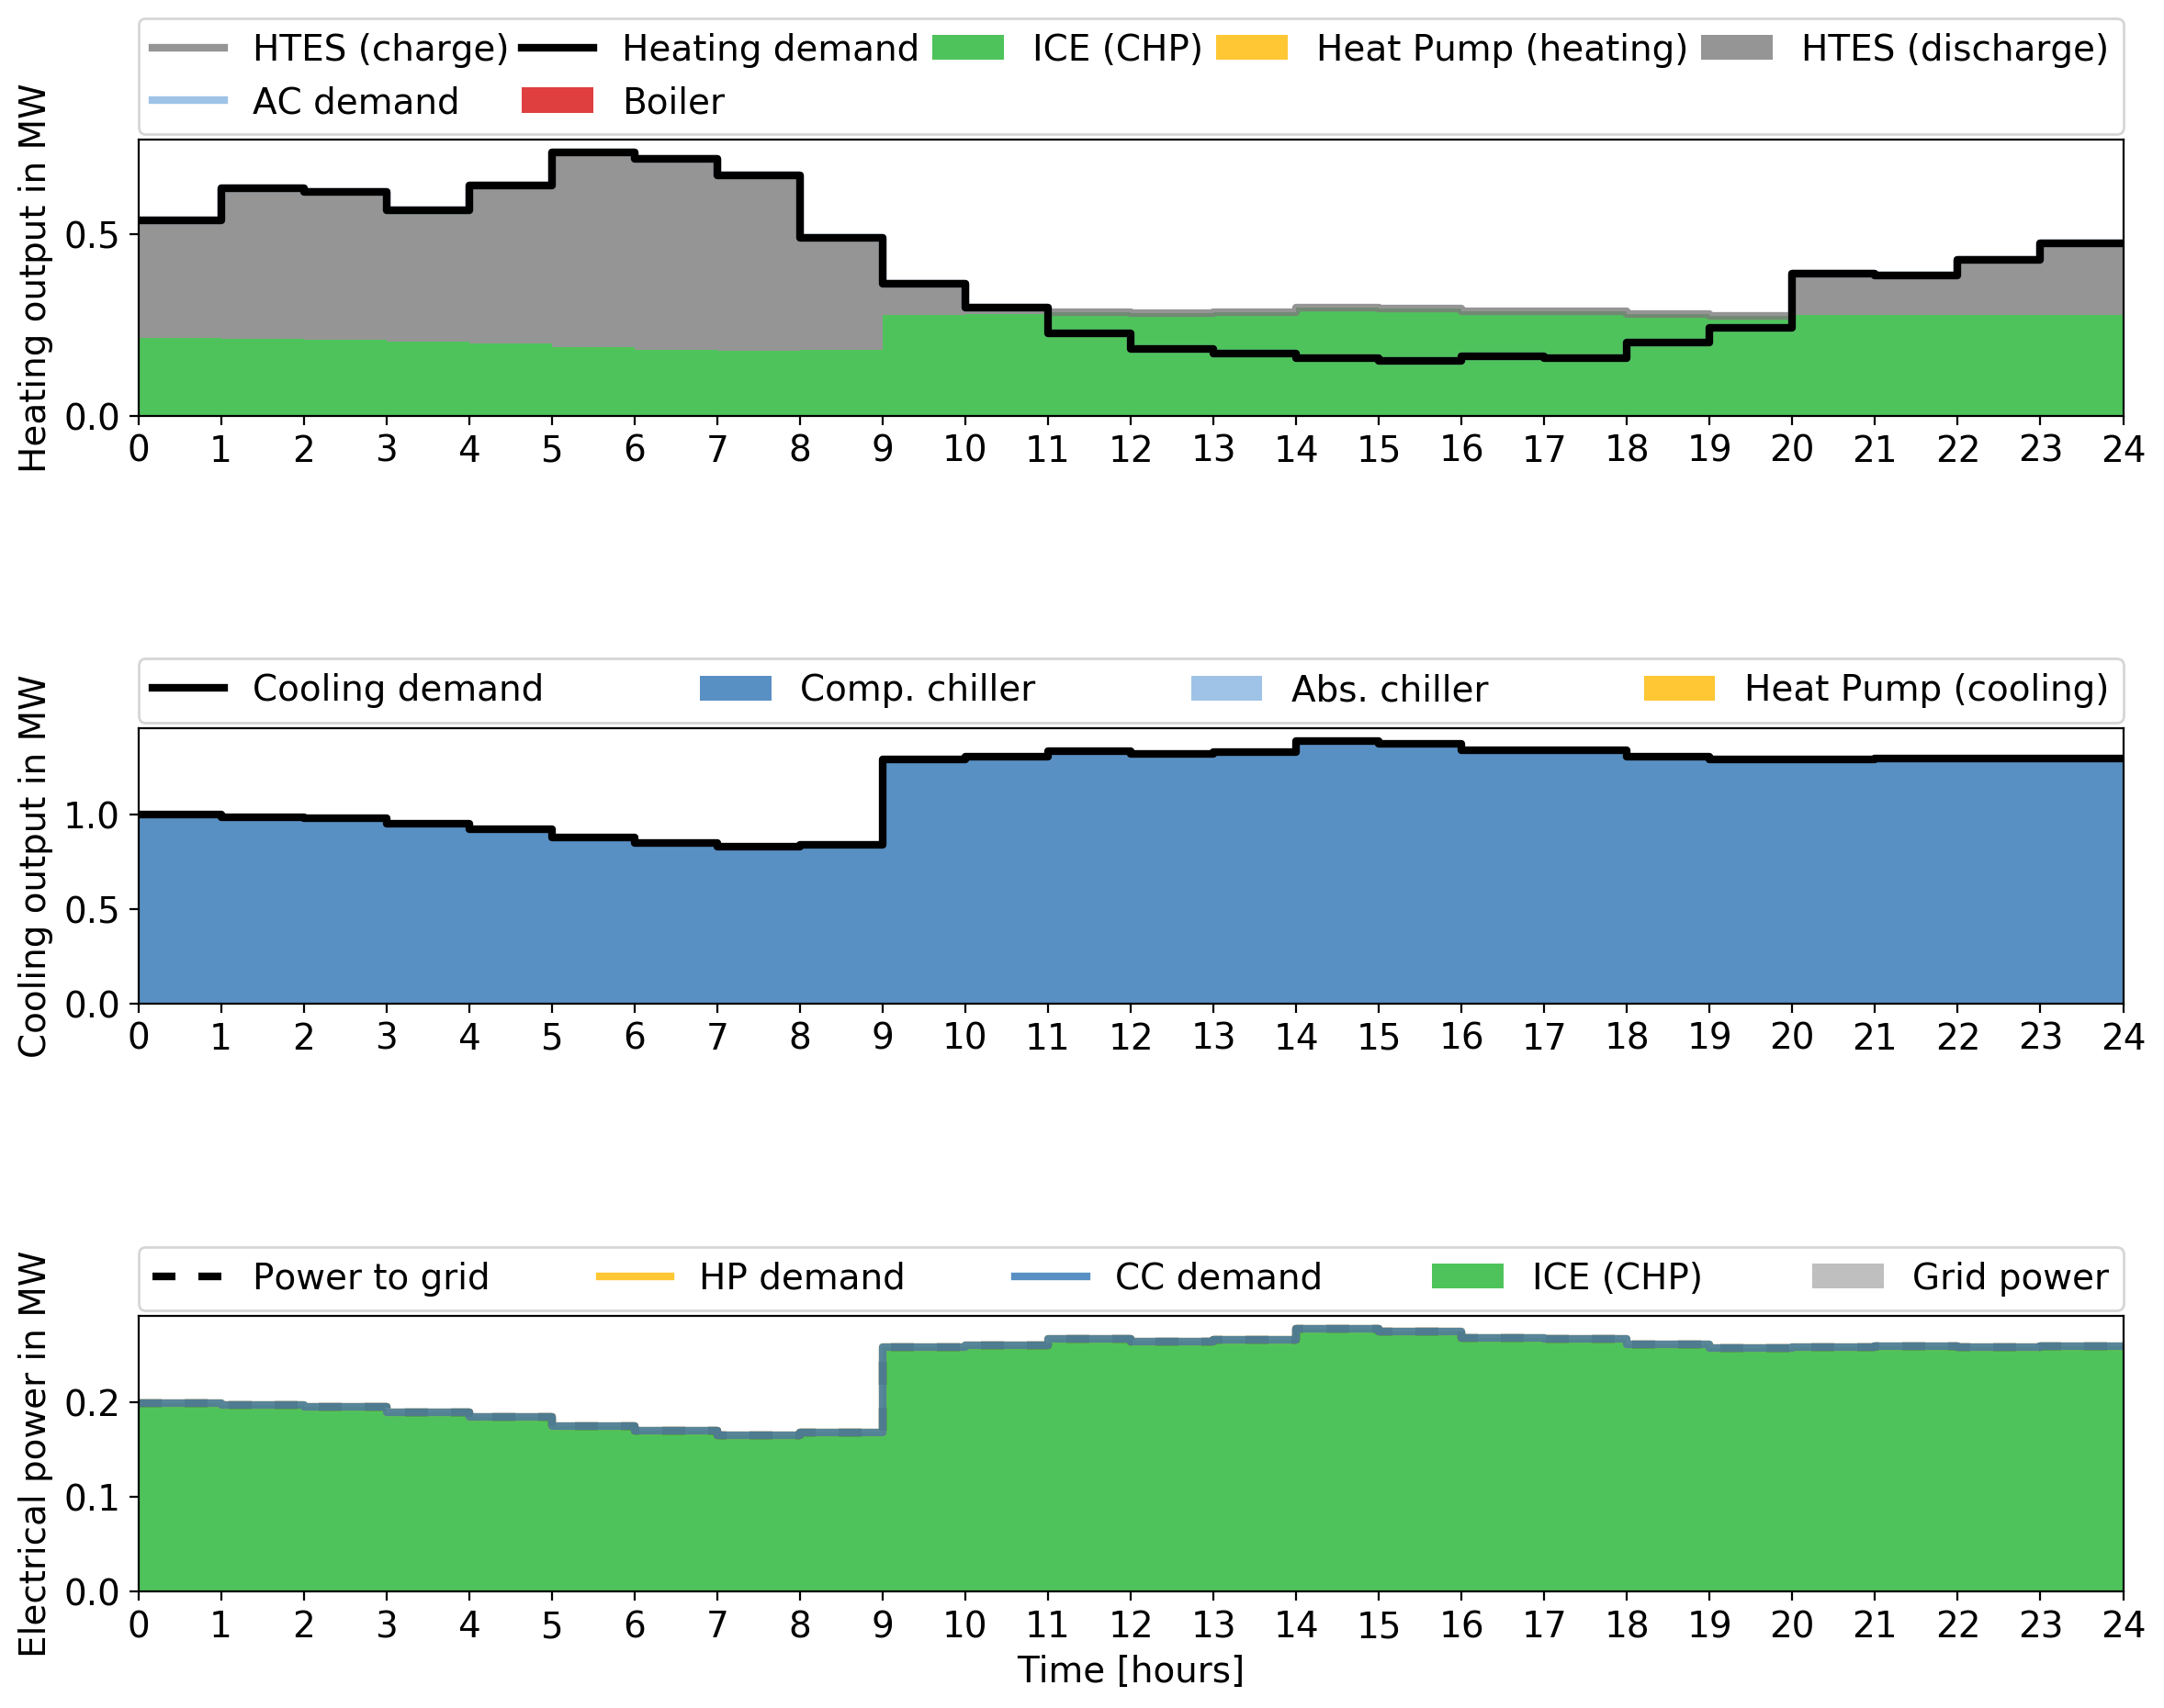 HTES (charge) Heating demand ICE (CHP) Heat Pump (heating) HTES (discharge)
AC demand Boiler
Heating output in MW
0.5
0.0
0 1 2 3 4 5 6 7 8 9 10 11 12 13 14 15 16 17 18 19 20 21 22 23 24
Cooling demand Comp. chiller Abs. chiller Heat Pump (cooling)
Cooling output in MW
1.0
0.5
0.0
0 1 2 3 4 5 6 7 8 9 10 11 12 13 14 15 16 17 18 19 20 21 22 23 24
Power to grid HP demand CC demand ICE (CHP) Grid power
Electrical power in MW
0.2
0.1
0.0
0 1 2 3 4 5 6 7 8 9 10 11 12 13 14 15 16 17 18 19 20 21 22 23 24
Time [hours]